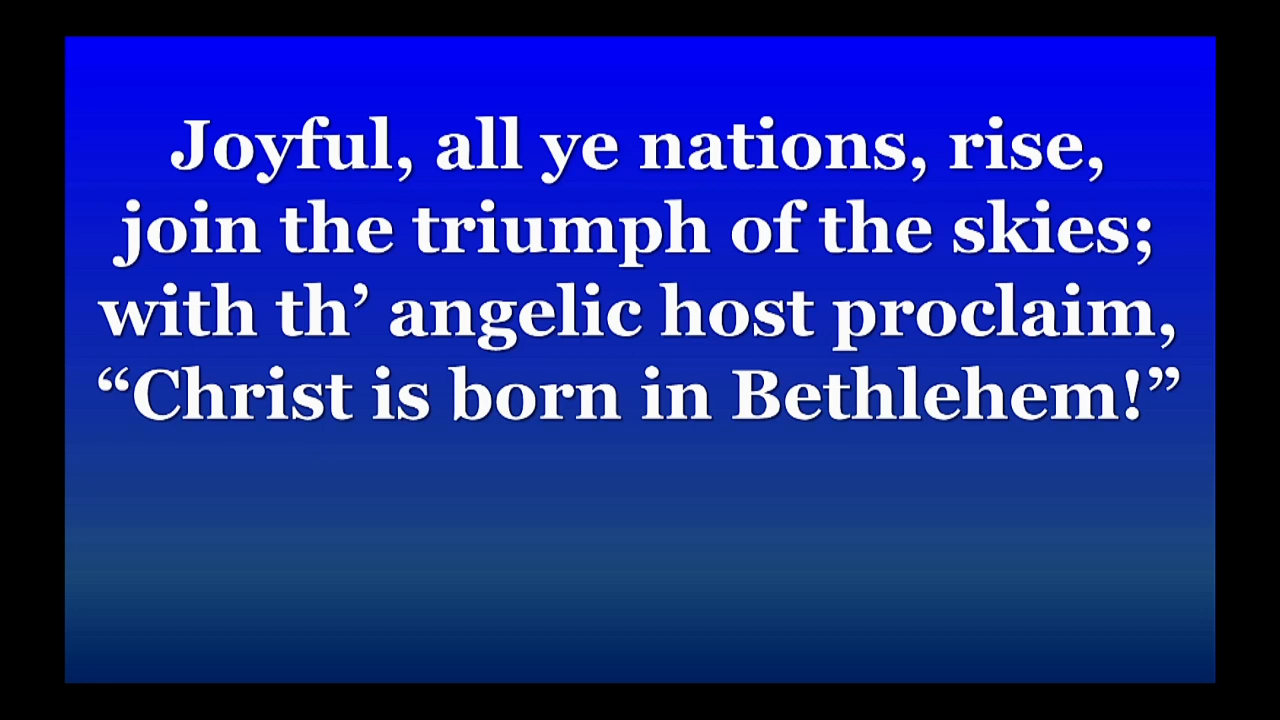 Joyful, all ye nations, rise,
join the triumph of the skies;
with th’ angelic host proclaim,
“Christ is born in Bethlehem!”